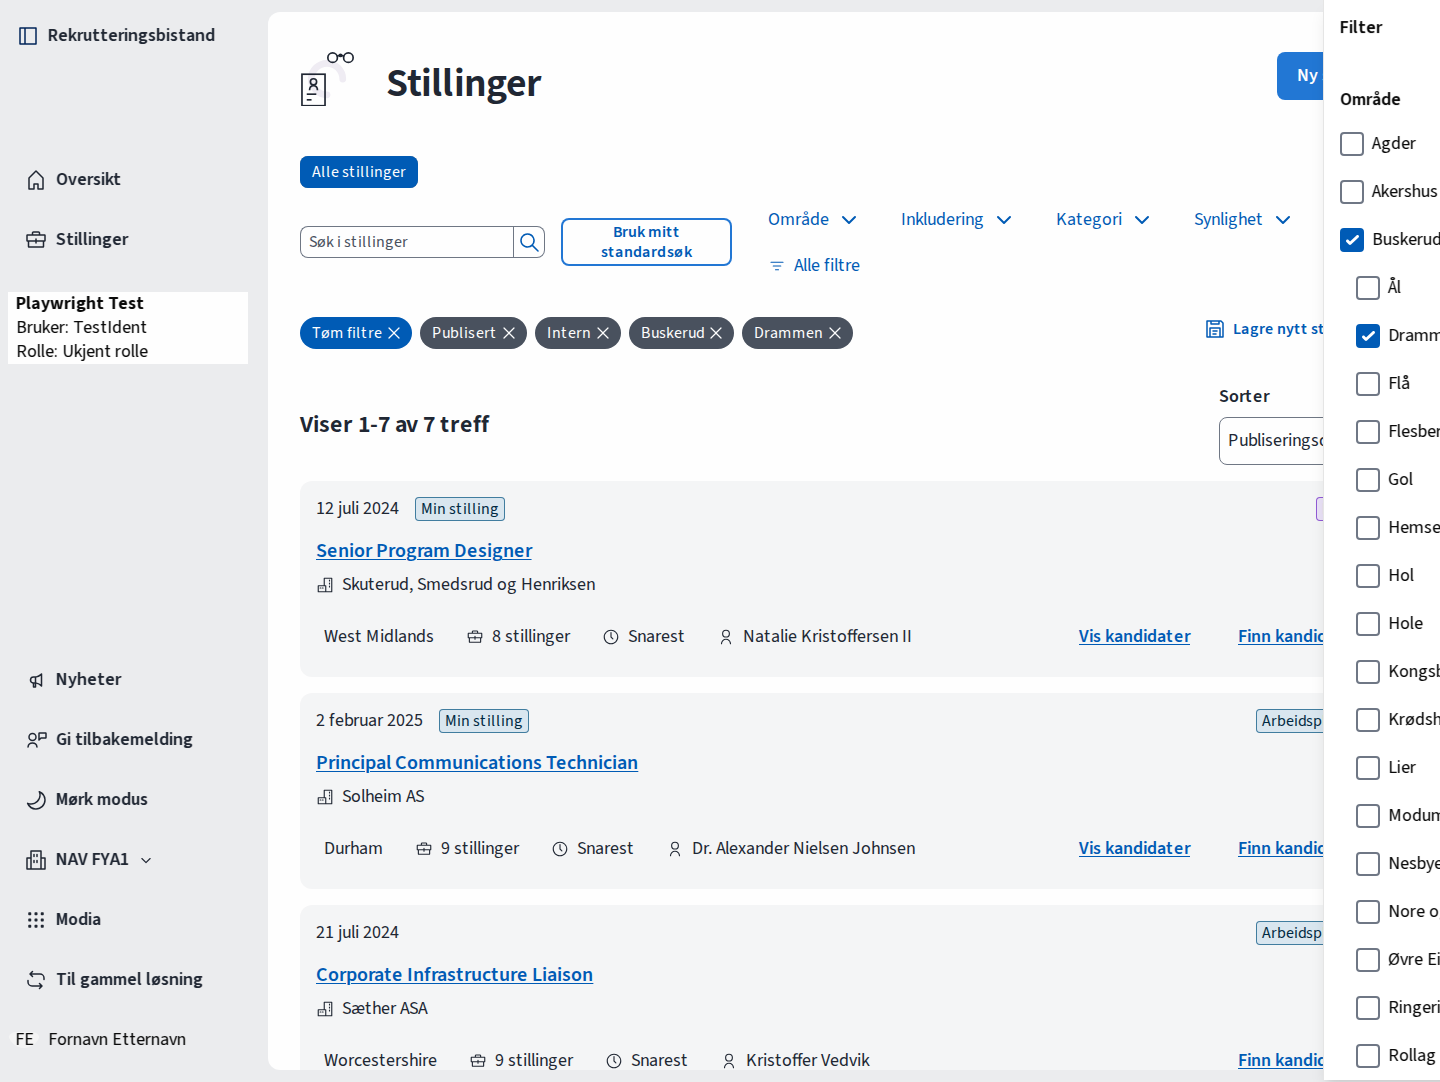 Rekrutteringsbistand
Oversikt
Stillinger
Playwright Test
Bruker: TestIdent
Rolle: Ukjent rolle
Nyheter
Gi tilbakemelding
Mørk modus
NAV FYA1
Modia
Til gammel løsning
FE Fornavn Etternavn
Stillinger
Ny
Alle stillinger
Søk i stillinger
Bruk mitt
standardsøk
Område Inkludering Kategori Synlighet
Alle filtre
Tøm filtre Publisert Intern Buskerud Drammen
Lagre nytt st
Viser 1-7 av 7 treff
Sorter
Publiseringsd
12 juli 2024 Min stilling
Senior Program Designer
Skuterud, Smedsrud og Henriksen
West Midlands 8 stillinger Snarest Natalie Kristoffersen II Vis kandidater Finn kandid
2 februar 2025 Min stilling Arbeidsp
Principal Communications Technician
Solheim AS
Durham 9 stillinger Snarest Dr. Alexander Nielsen Johnsen Vis kandidater Finn kandid
21 juli 2024 Arbeidsp
Corporate Infrastructure Liaison
Sæther ASA
Worcestershire 9 stillinger Snarest Kristoffer Vedvik Finn kandid
Filter
Område
Agder
Akershus
Buskerud
Ål
Dramm
Flå
Flesber
Gol
Hemse
Hol
Hole
Kongsb
Krødsh
Lier
Modum
Nesbye
Nore o
Øvre Ei
Ringeri
Rollag